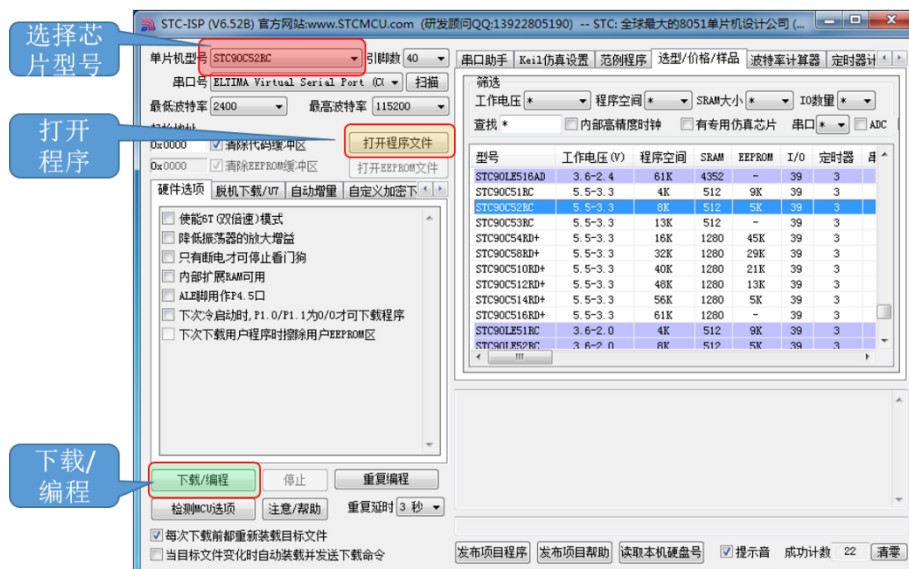 选择芯
片型号
打开
程序
下载/
编程
STC-ISP (V6.52B) 官方网站:www.STCMCU.com (研发顾问QQ:13922805190) -- STC: 全球最大的8051单片机设计公司 (...
单片机型号 STC90C52RC 引脚数 40
串口号 ELTIMA Virtual Serial Port (CO 扫描
最低波特率 2400 最高波特率 115200
0x0000 清除代码缓冲区 打开程序文件
0x0000 清除EEPROM缓冲区 打开EEPROM文件
硬件选项 脱机下载/U7 自动增量 自定义加密下
使能6T(双倍速)模式
降低振荡器的放大增益
只有断电才可停止看门狗
内部扩展RAM可用
ALE脚用作P4.5口
下次冷启动时,P1.0/P1.1为0/0才可下载程序
下次下载用户程序时擦除用户EEPROM区
下载/编程 停止 重复编程
检测MCU选项 注意/帮助 重复延时 3 秒
每次下载前都重新装载目标文件
当目标文件变化时自动装载并发送下载命令
串口助手 Keil仿真设置 范例程序 选型/价格/样品 波特率计算器 定时器计
筛选
工作电压 * 程序空间 * SRAM大小 * IO数量 *
查找 * 内部高精度时钟 有专用仿真芯片 串口 * ADC
型号 工作电压(V) 程序空间 SRAM EEPROM I/O 定时器
STC90LE516AD 3.6-2.4 61K 4352 - 39 3
STC90C51RC 5.5-3.3 4K 512 9K 39 3
STC90C52RC 5.5-3.3 8K 512 5K 39 3
STC90C53RC 5.5-3.3 13K 512 - 39 3
STC90C54RD+ 5.5-3.3 16K 1280 45K 39 3
STC90C58RD+ 5.5-3.3 32K 1280 29K 39 3
STC90C510RD+ 5.5-3.3 40K 1280 21K 39 3
STC90C512RD+ 5.5-3.3 48K 1280 13K 39 3
STC90C514RD+ 5.5-3.3 56K 1280 5K 39 3
STC90C516RD+ 5.5-3.3 61K 1280 - 39 3
STC90LE51RC 3.6-2.0 4K 512 9K 39 3
STC90LE52RC 3.6-2.0 8K 512 5K 39 3
发布项目程序 发布项目帮助 读取本机硬盘号 提示音 成功计数 22 清零